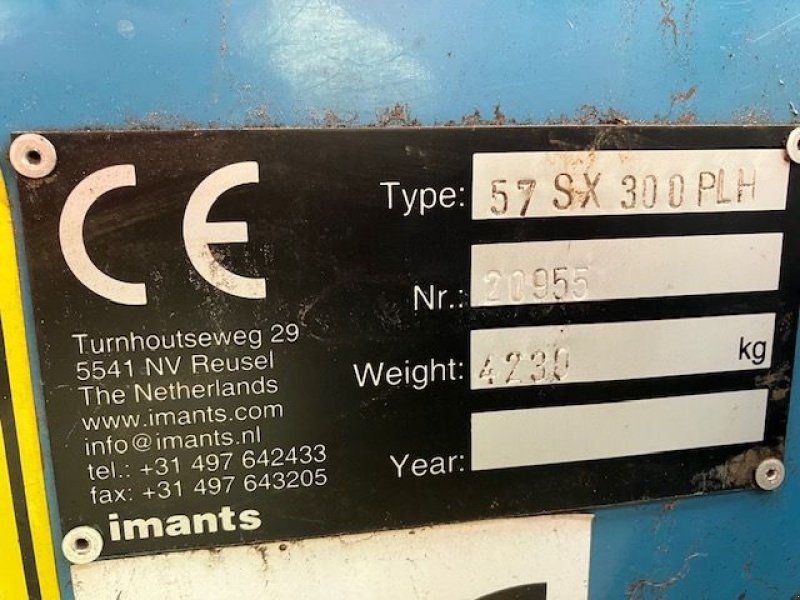 CE
Type: 57 SX 300 PLH
Nr.: 20955
Weight: 4230 kg
Year:
Turnhoutseweg 29
5541 NV Reusel
The Netherlands
www.imants.com
info@imants.nl
tel.: +31 497 642433
fax: +31 497 643205
imants